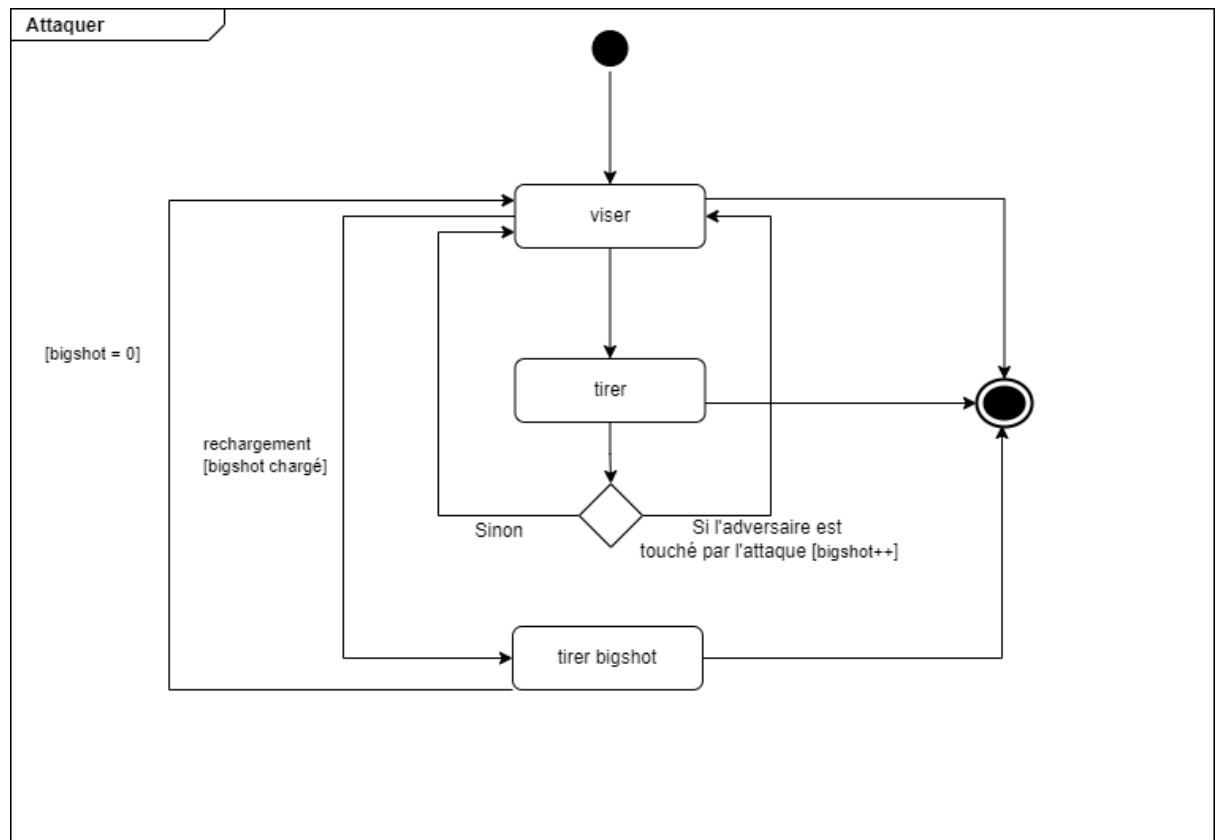 Attaquer
viser
[bigshot = 0]
tirer
rechargement
[bigshot chargé]
Sinon
Si l'adversaire est
touché par l'attaque [bigshot++]
tirer bigshot